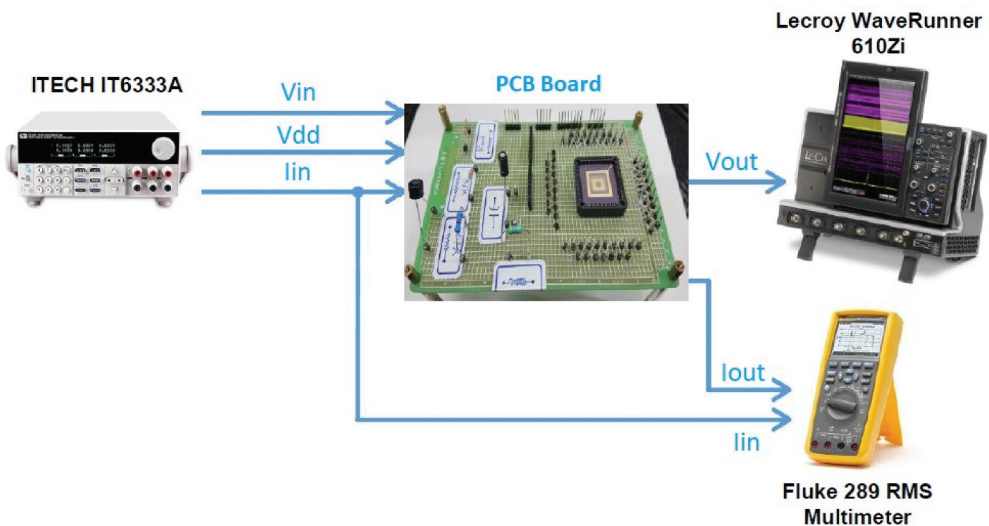 Lecroy WaveRunner
610Zi
ITECH IT6333A
PCB Board
Vin
Vdd
Iin
Vout
Iout
Iin
Fluke 289 RMS
Multimeter